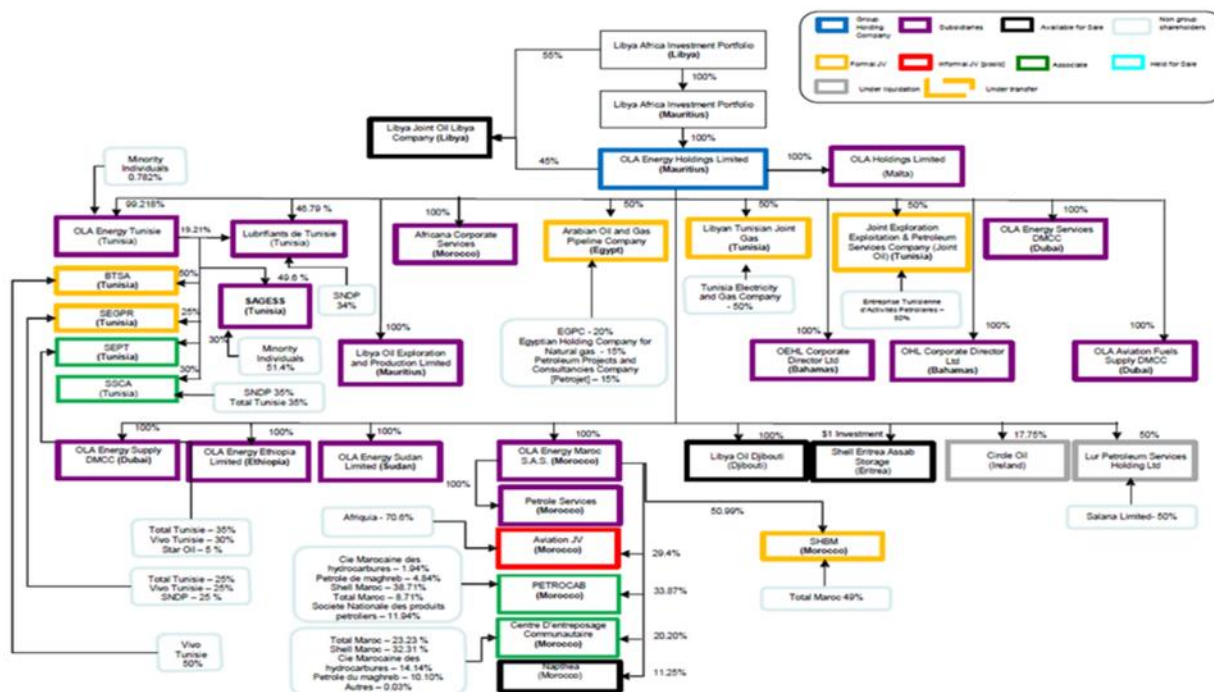 Group
Holding
Company
Subsidiaries
Available for Sale
Non group
shareholders
Formal JV
Informal JV [pools]
Associate
Held for Sale
Under liquidation
Under transfer
Libya Africa Investment Portfolio
(Libya)
55%
100%
Libya Africa Investment Portfolio
(Mauritius)
Libya Joint Oil Libya
Company (Libya)
100%
45%
OLA Energy Holdings Limited
(Mauritius)
100%
OLA Holdings Limited
(Malta)
Minority
Individuals
0.782%
99.218%
46.79 %
100%
50%
50%
50%
100%
OLA Energy Tunisie
(Tunisia)
19.21%
Lubrifiants de Tunisie
(Tunisia)
Africana Corporate
Services
(Morocco)
Arabian Oil and Gas
Pipeline Company
(Egypt)
Libyan Tunisian Joint
Gas
(Tunisia)
Joint Exploration
Exploitation & Petroleum
Services Company (Joint
Oil) (Tunisia)
OLA Energy Services
DMCC
(Dubai)
BTSA
(Tunisia)
50%
49.6 %
SAGESS
(Tunisia)
SNDP
34%
Tunisia Electricity
and Gas Company
- 50%
Entreprise Tunisienne
d'Activités Petrolieres –
50%
SEGPR
(Tunisia)
25%
30%
SEPT
(Tunisia)
Minority
Individuals
51.4%
100%
Libya Oil Exploration
and Production Limited
(Mauritius)
EGPC - 20%
Egyptian Holding Company for
Natural gas - 15%
Petroleum Projects and
Consultancies Company
[Petrojet] – 15%
100%
OEHL Corporate
Director Ltd
(Bahamas)
100%
OHL Corporate Director
Ltd
(Bahamas)
100%
OLA Aviation Fuels
Supply DMCC
(Dubai)
SSCA
(Tunisia)
30%
SNDP 35%
Total Tunisie 35%
100%
100%
100%
100%
100%
$1 Investment
17.75%
50%
OLA Energy Supply
DMCC (Dubai)
OLA Energy Ethiopia
Limited (Ethiopia)
OLA Energy Sudan
Limited (Sudan)
OLA Energy Maroc
S.A.S. (Morocco)
Libya Oil Djibouti
(Djibouti)
Shell Eritrea Assab
Storage
(Eritrea)
Circle Oil
(Ireland)
Lur Petroleum Services
Holding Ltd
100%
Petrole Services
(Morocco)
50.99%
Salana Limited- 50%
Total Tunisie – 35%
Vivo Tunisie – 30%
Star Oil – 5 %
Afriquia - 70.6%
Aviation JV
(Morocco)
29.4%
SHBM
(Morocco)
Total Tunisie – 25%
Vivo Tunisie – 25%
SNDP – 25 %
Cie Marocaine des
hydrocarbures – 1.94%
Petrole de maghreb – 4.84%
Shell Maroc – 38.71%
Total Maroc – 8.71%
Societe Nationale des produits
petroliers – 11.94%
PETROCAB
(Morocco)
33.87%
Total Maroc 49%
Vivo
Tunisie
50%
Total Maroc – 23.23 %
Shell Maroc – 32.31 %
Cie Marocaine des
hydrocarbures – 14.14%
Petrole du maghreb – 10.10%
Autres – 0.03%
Centre D'entreposage
Communautaire
(Morocco)
20.20%
Napthea
(Morocco)
11.25%